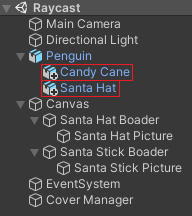 Raycast
Main Camera
Directional Light
Penguin
Candy Cane
Santa Hat
Canvas
Santa Hat Boader
Santa Hat Picture
Santa Stick Boader
Santa Stick Picture
EventSystem
Cover Manager